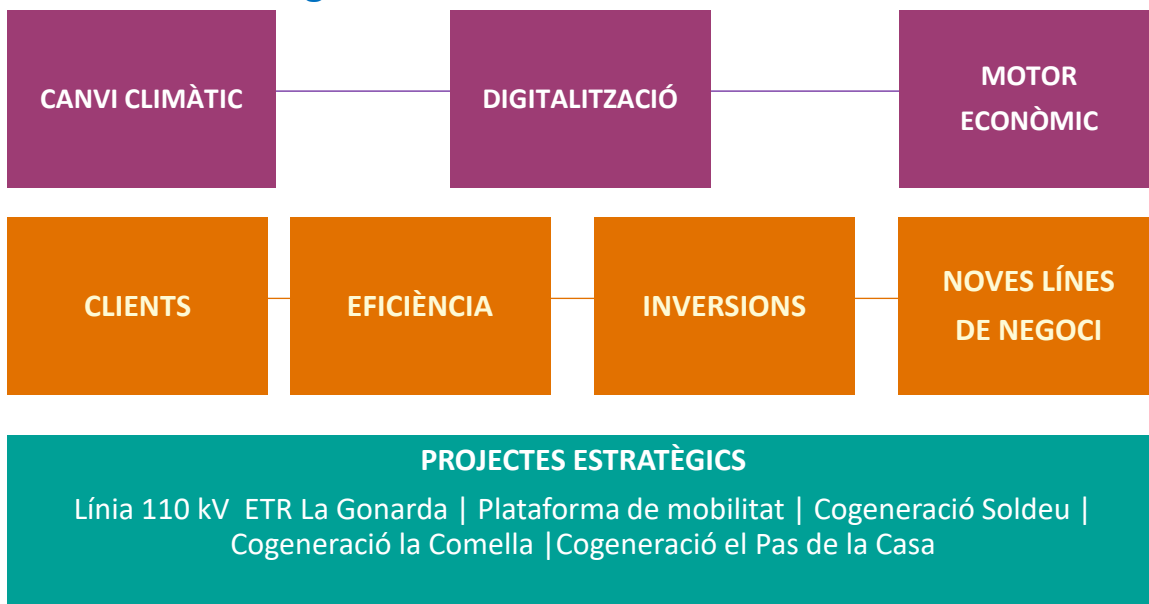 CANVI CLIMÀTIC
DIGITALITZACIÓ
MOTOR
ECONÒMIC
CLIENTS
EFICIÈNCIA
INVERSIONS
NOVES LÍNES
DE NEGOCI
PROJECTES ESTRATÈGICS
Línia 110 kV ETR La Gonarda | Plataforma de mobilitat | Cogeneració Soldeu |
Cogeneració la Comella |Cogeneració el Pas de la Casa